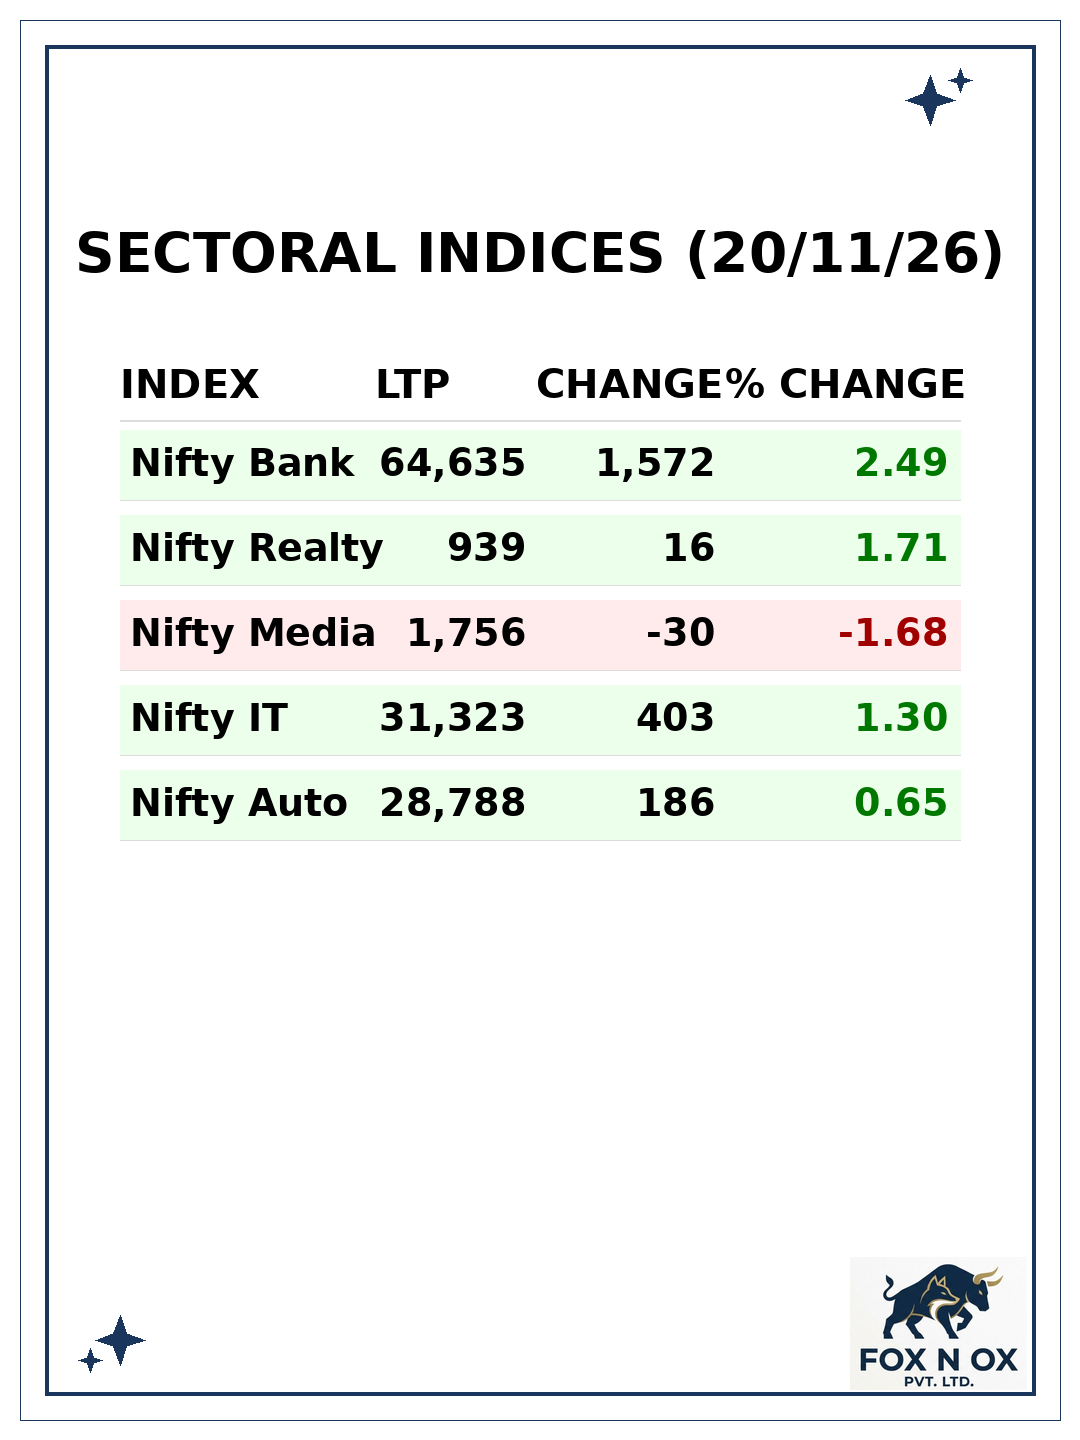 SECTORAL INDICES (20/11/26)
INDEX LTP CHANGE % CHANGE
Nifty Bank 64,635 1,572 2.49
Nifty Realty 939 16 1.71
Nifty Media 1,756 -30 -1.68
Nifty IT 31,323 403 1.30
Nifty Auto 28,788 186 0.65
FOX N OX
PVT. LTD.